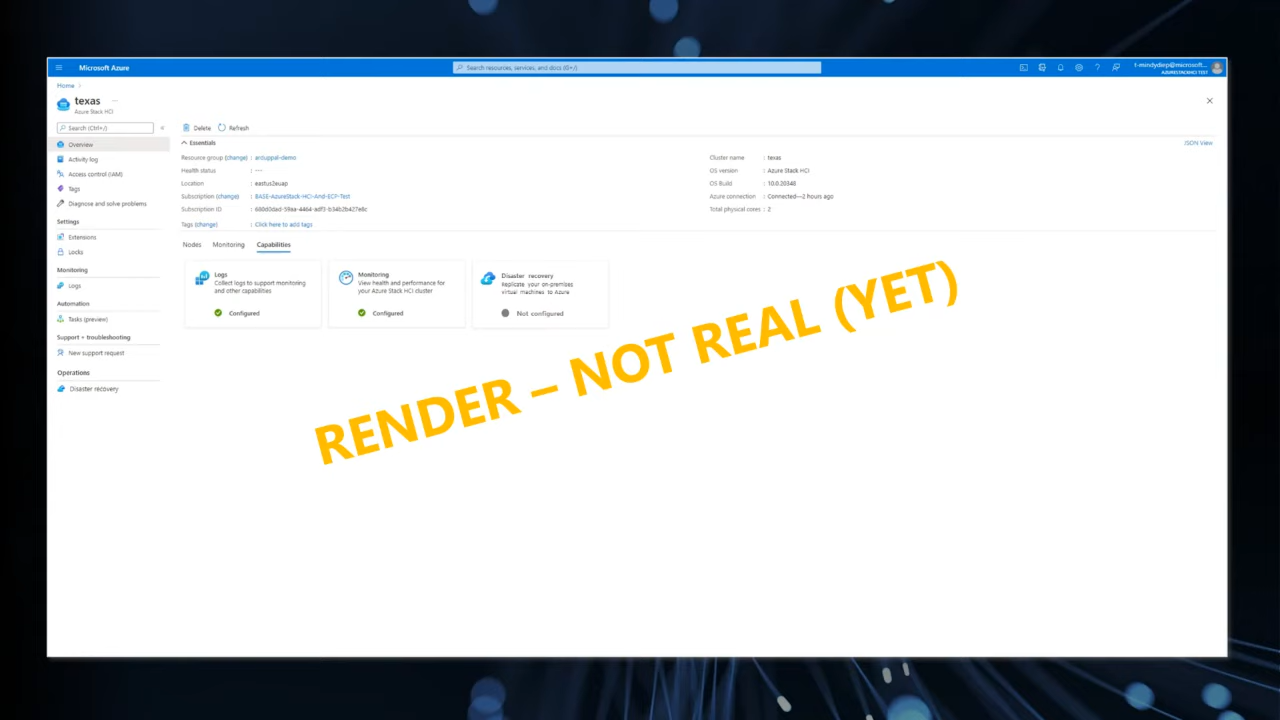 Microsoft Azure
Search resources, services, and docs (G+/)
t-mindydiep@microsoft...
AZURESTACKHCI TEST
Home
texas
Azure Stack HCI
Search (Ctrl+/)
Overview
Activity log
Access control (IAM)
Tags
Diagnose and solve problems
Settings
Extensions
Locks
Monitoring
Logs
Automation
Tasks (preview)
Support + troubleshooting
New support request
Operations
Disaster recovery
Delete
Refresh
Essentials
JSON View
Resource group (change) : arcuppel-demo
Health status : ---
Location : eastus2euap
Subscription (change) : BASE-AzureStack-HCI-And-ECP-Test
Subscription ID :
Tags (change) : Click here to add tags
Cluster name : texas
OS version : Azure Stack HCI
OS Build : 10.0.20348
Azure connection : Connected—2 hours ago
Total physical cores : 2
Nodes
Monitoring
Capabilities
Logs
Collect logs to support monitoring
and other capabilities
Configured
Monitoring
View health and performance for
your Azure Stack HCI cluster
Configured
Disaster recovery
Replicate your on-premises
virtual machines to Azure
Not configured
RENDER – NOT REAL (YET)